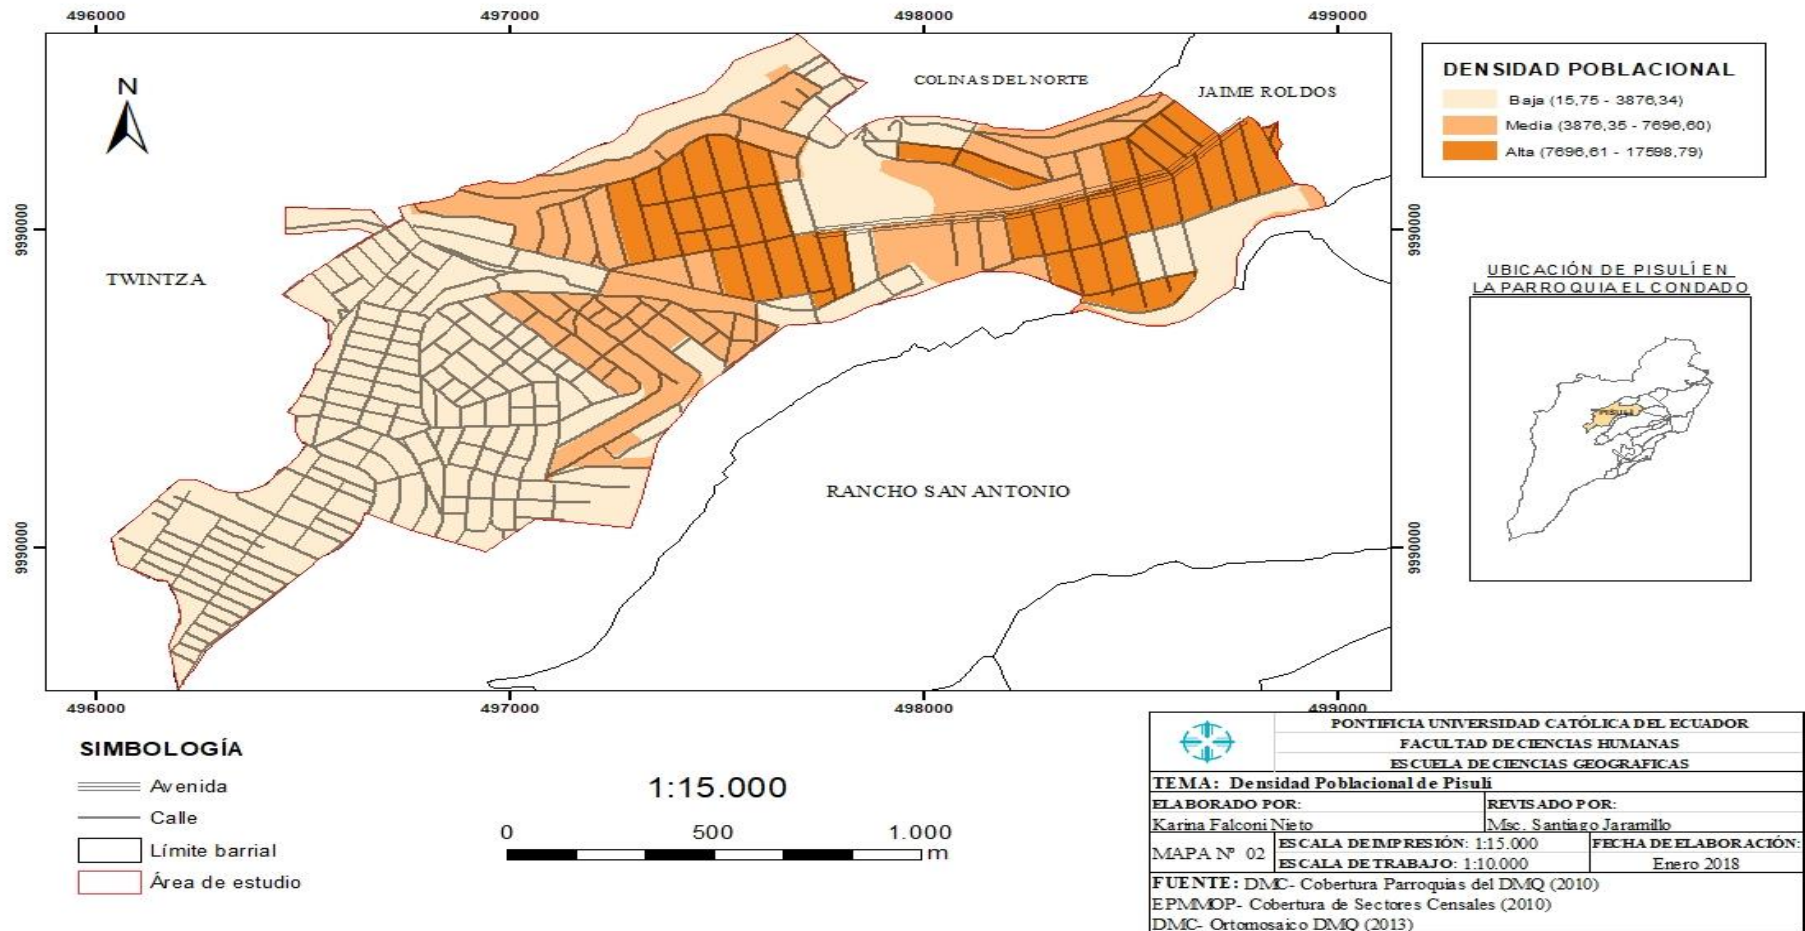 496000 497000 498000 499000
N
COLINAS DEL NORTE
JAIME ROLDOS
TWINTZA
RANCHO SAN ANTONIO
9990000
9990000
9990000
9990000
496000 497000 498000 499000
DENSIDAD POBLACIONAL
Baja (15,75 - 3876,34)
Media (3876,35 - 7696,60)
Alta (7696,61 - 17598,79)
UBICACIÓN DE PISULÍ EN
LA PARROQUIA EL CONDADO
PISULÍ
SIMBOLOGÍA
Avenida
Calle
Límite barrial
Área de estudio
1:15.000
0 500 1.000
m
PONTIFICIA UNIVERSIDAD CATÓLICA DEL ECUADOR
FACULTAD DE CIENCIAS HUMANAS
ESCUELA DE CIENCIAS GEOGRAFICAS
TEMA: Densidad Poblacional de Pisulí
ELABORADO POR: REVISADO POR:
Karina Falconi Nieto Msc. Santiago Jaramillo
MAPA Nº 02
ESCALA DE IMPRESIÓN: 1:15.000 FECHA DE ELABORACIÓN:
ESCALA DE TRABAJO: 1:10.000 Enero 2018
FUENTE: DMC- Cobertura Parroquias del DMQ (2010)
EPMMOP- Cobertura de Sectores Censales (2010)
DMC- Ortomosaico DMQ (2013)